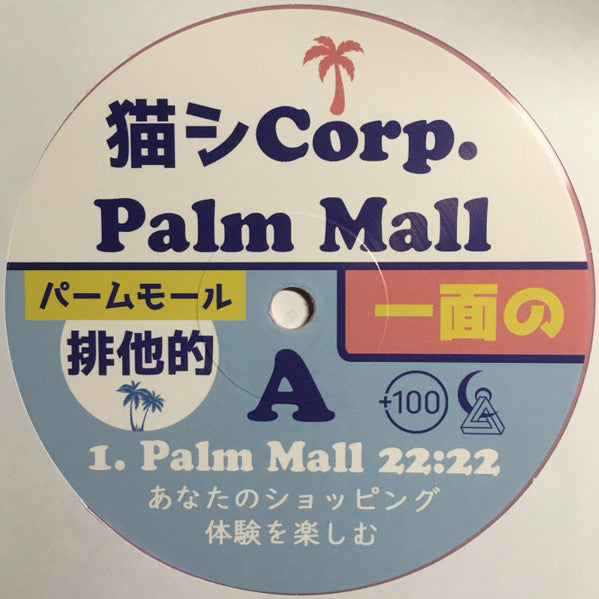 猫シCorp.
Palm Mall
パームモール
一面の
排他的
A
+100
1. Palm Mall 22:22
あなたのショッピング
体験を楽しむ